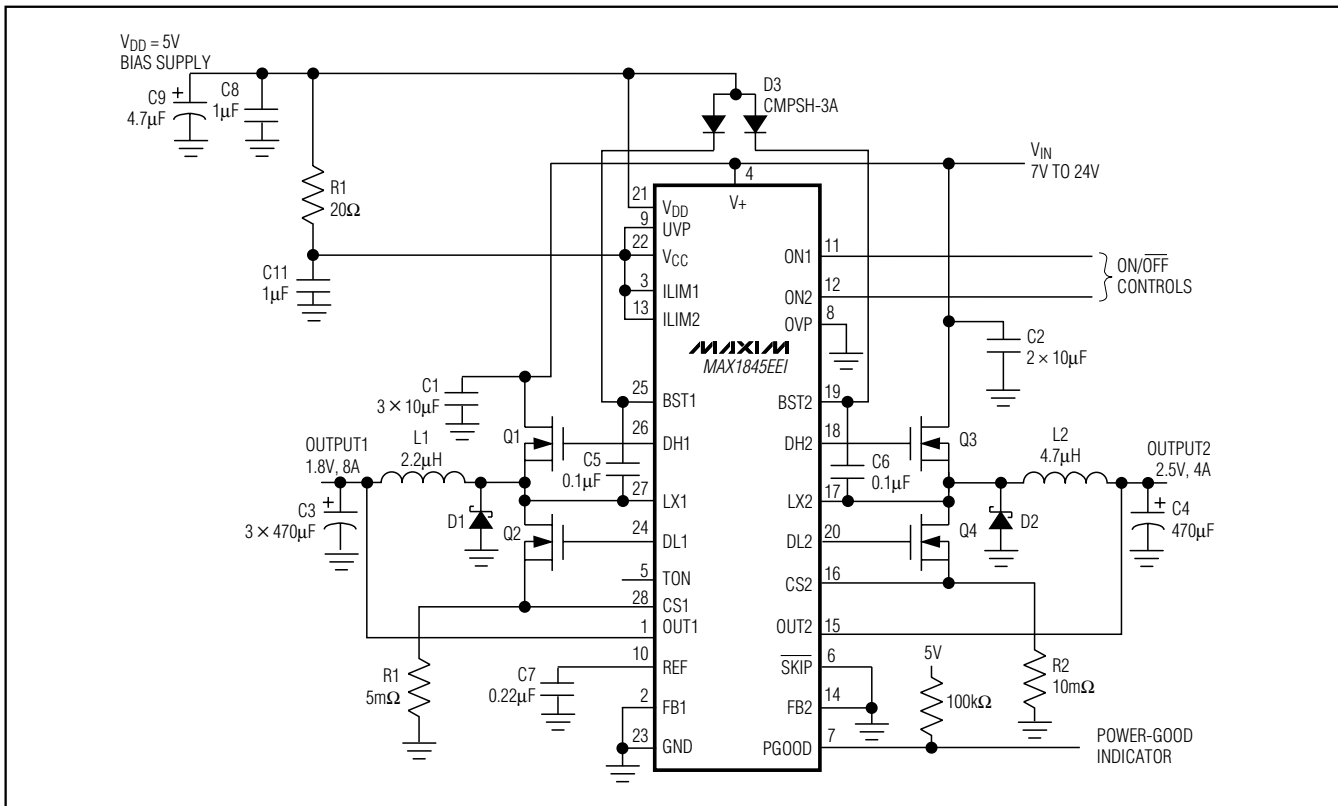 VDD = 5V
BIAS SUPPLY
C9
4.7μF
+
C8
1μF
D3
CMPSH-3A
VIN
7V TO 24V
R1
20Ω
C11
1μF
4
V+
21
VDD
9
UVP
22
VCC
3
ILIM1
13
ILIM2
ON1
11
ON2
12
ON/OFF
CONTROLS
OVP
8
MAXIM
MAX1845EEI
C2
2 × 10μF
C1
3 × 10μF
25
BST1
BST2
19
Q1
26
DH1
DH2
18
Q3
OUTPUT1
1.8V, 8A
L1
2.2μH
C5
0.1μF
C6
0.1μF
L2
4.7μH
OUTPUT2
2.5V, 4A
27
LX1
LX2
17
+
C3
3 × 470μF
D1
Q2
24
DL1
DL2
20
Q4
D2
+
C4
470μF
5
TON
CS2
16
28
CS1
1
OUT1
OUT2
15
10
REF
SKIP
6
5V
R1
5mΩ
C7
0.22μF
R2
10mΩ
100kΩ
2
FB1
FB2
14
23
GND
PGOOD
7
POWER-GOOD
INDICATOR